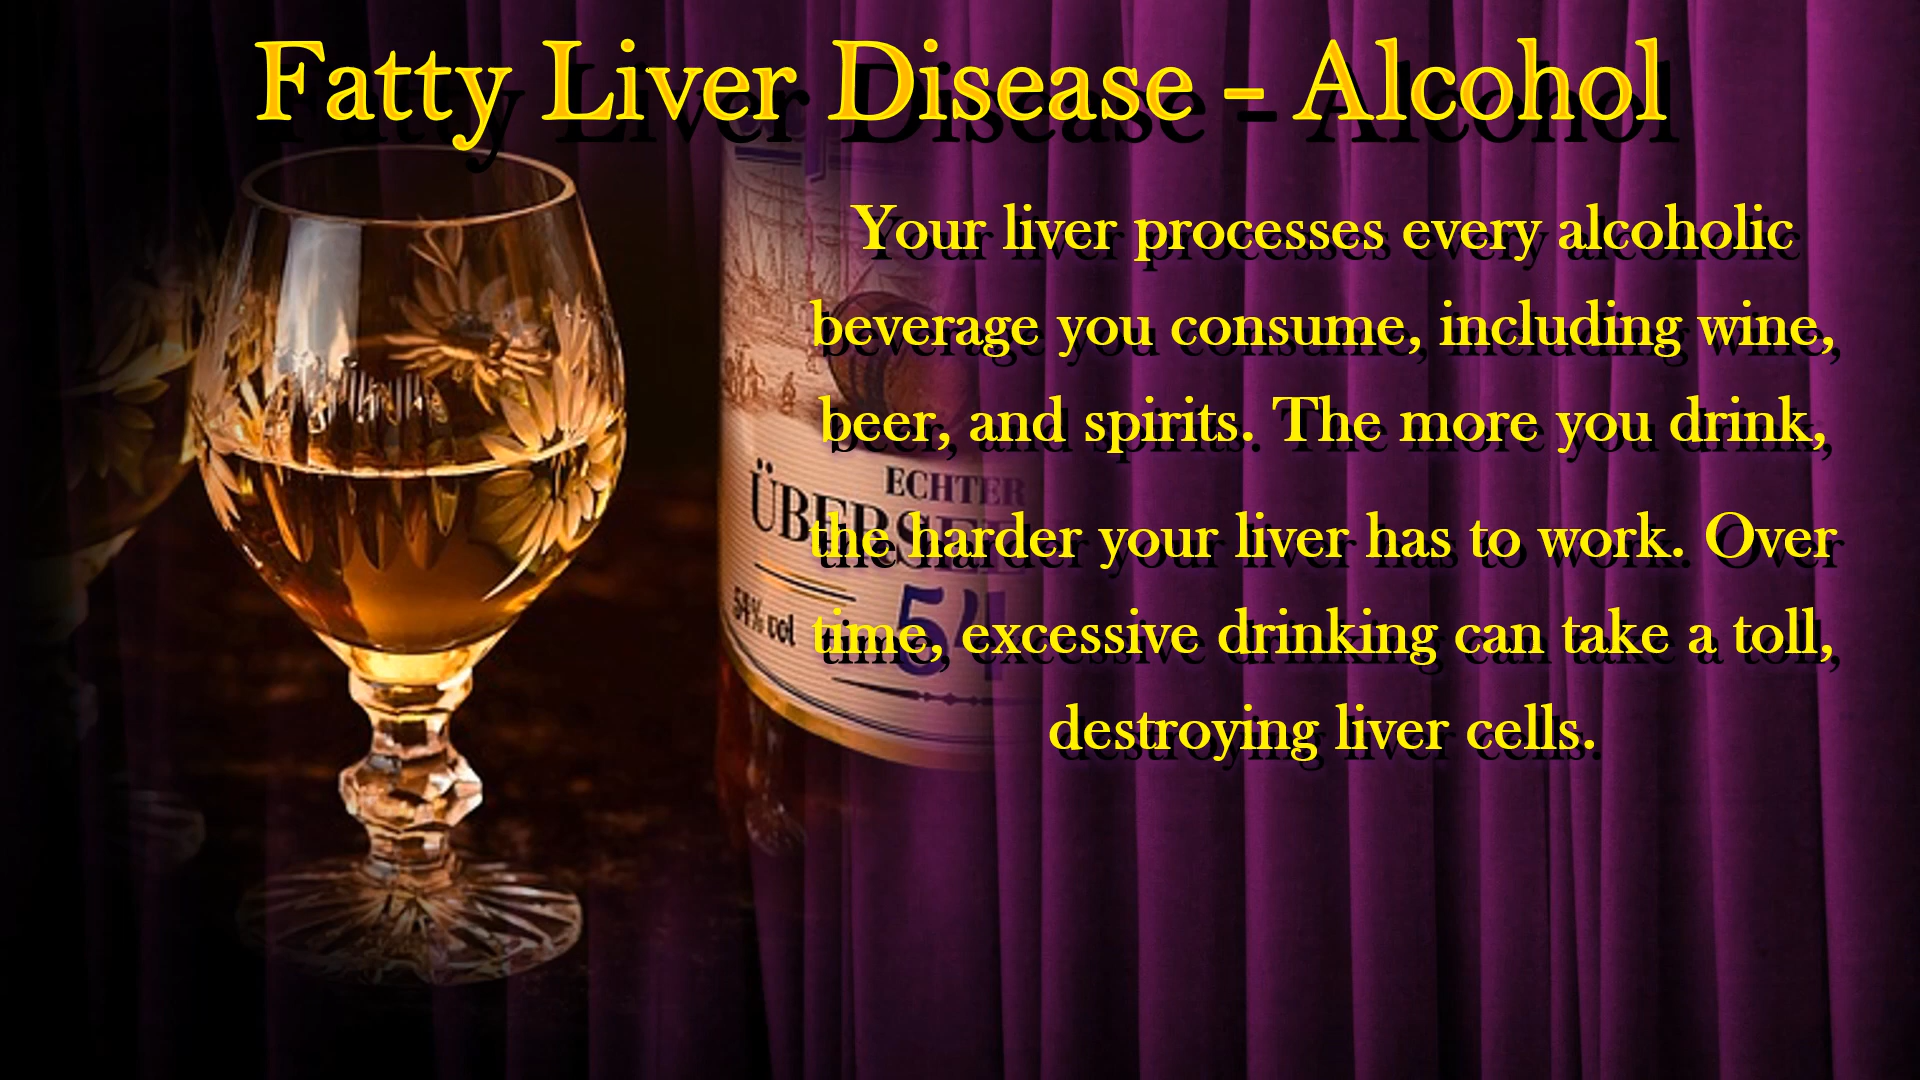 Fatty Liver Disease - Alcohol
Your liver processes every alcoholic
beverage you consume, including wine,
beer, and spirits. The more you drink,
the harder your liver has to work. Over
time, excessive drinking can take a toll,
destroying liver cells.
ECHTER
ÜBERSEE
54% vol
54